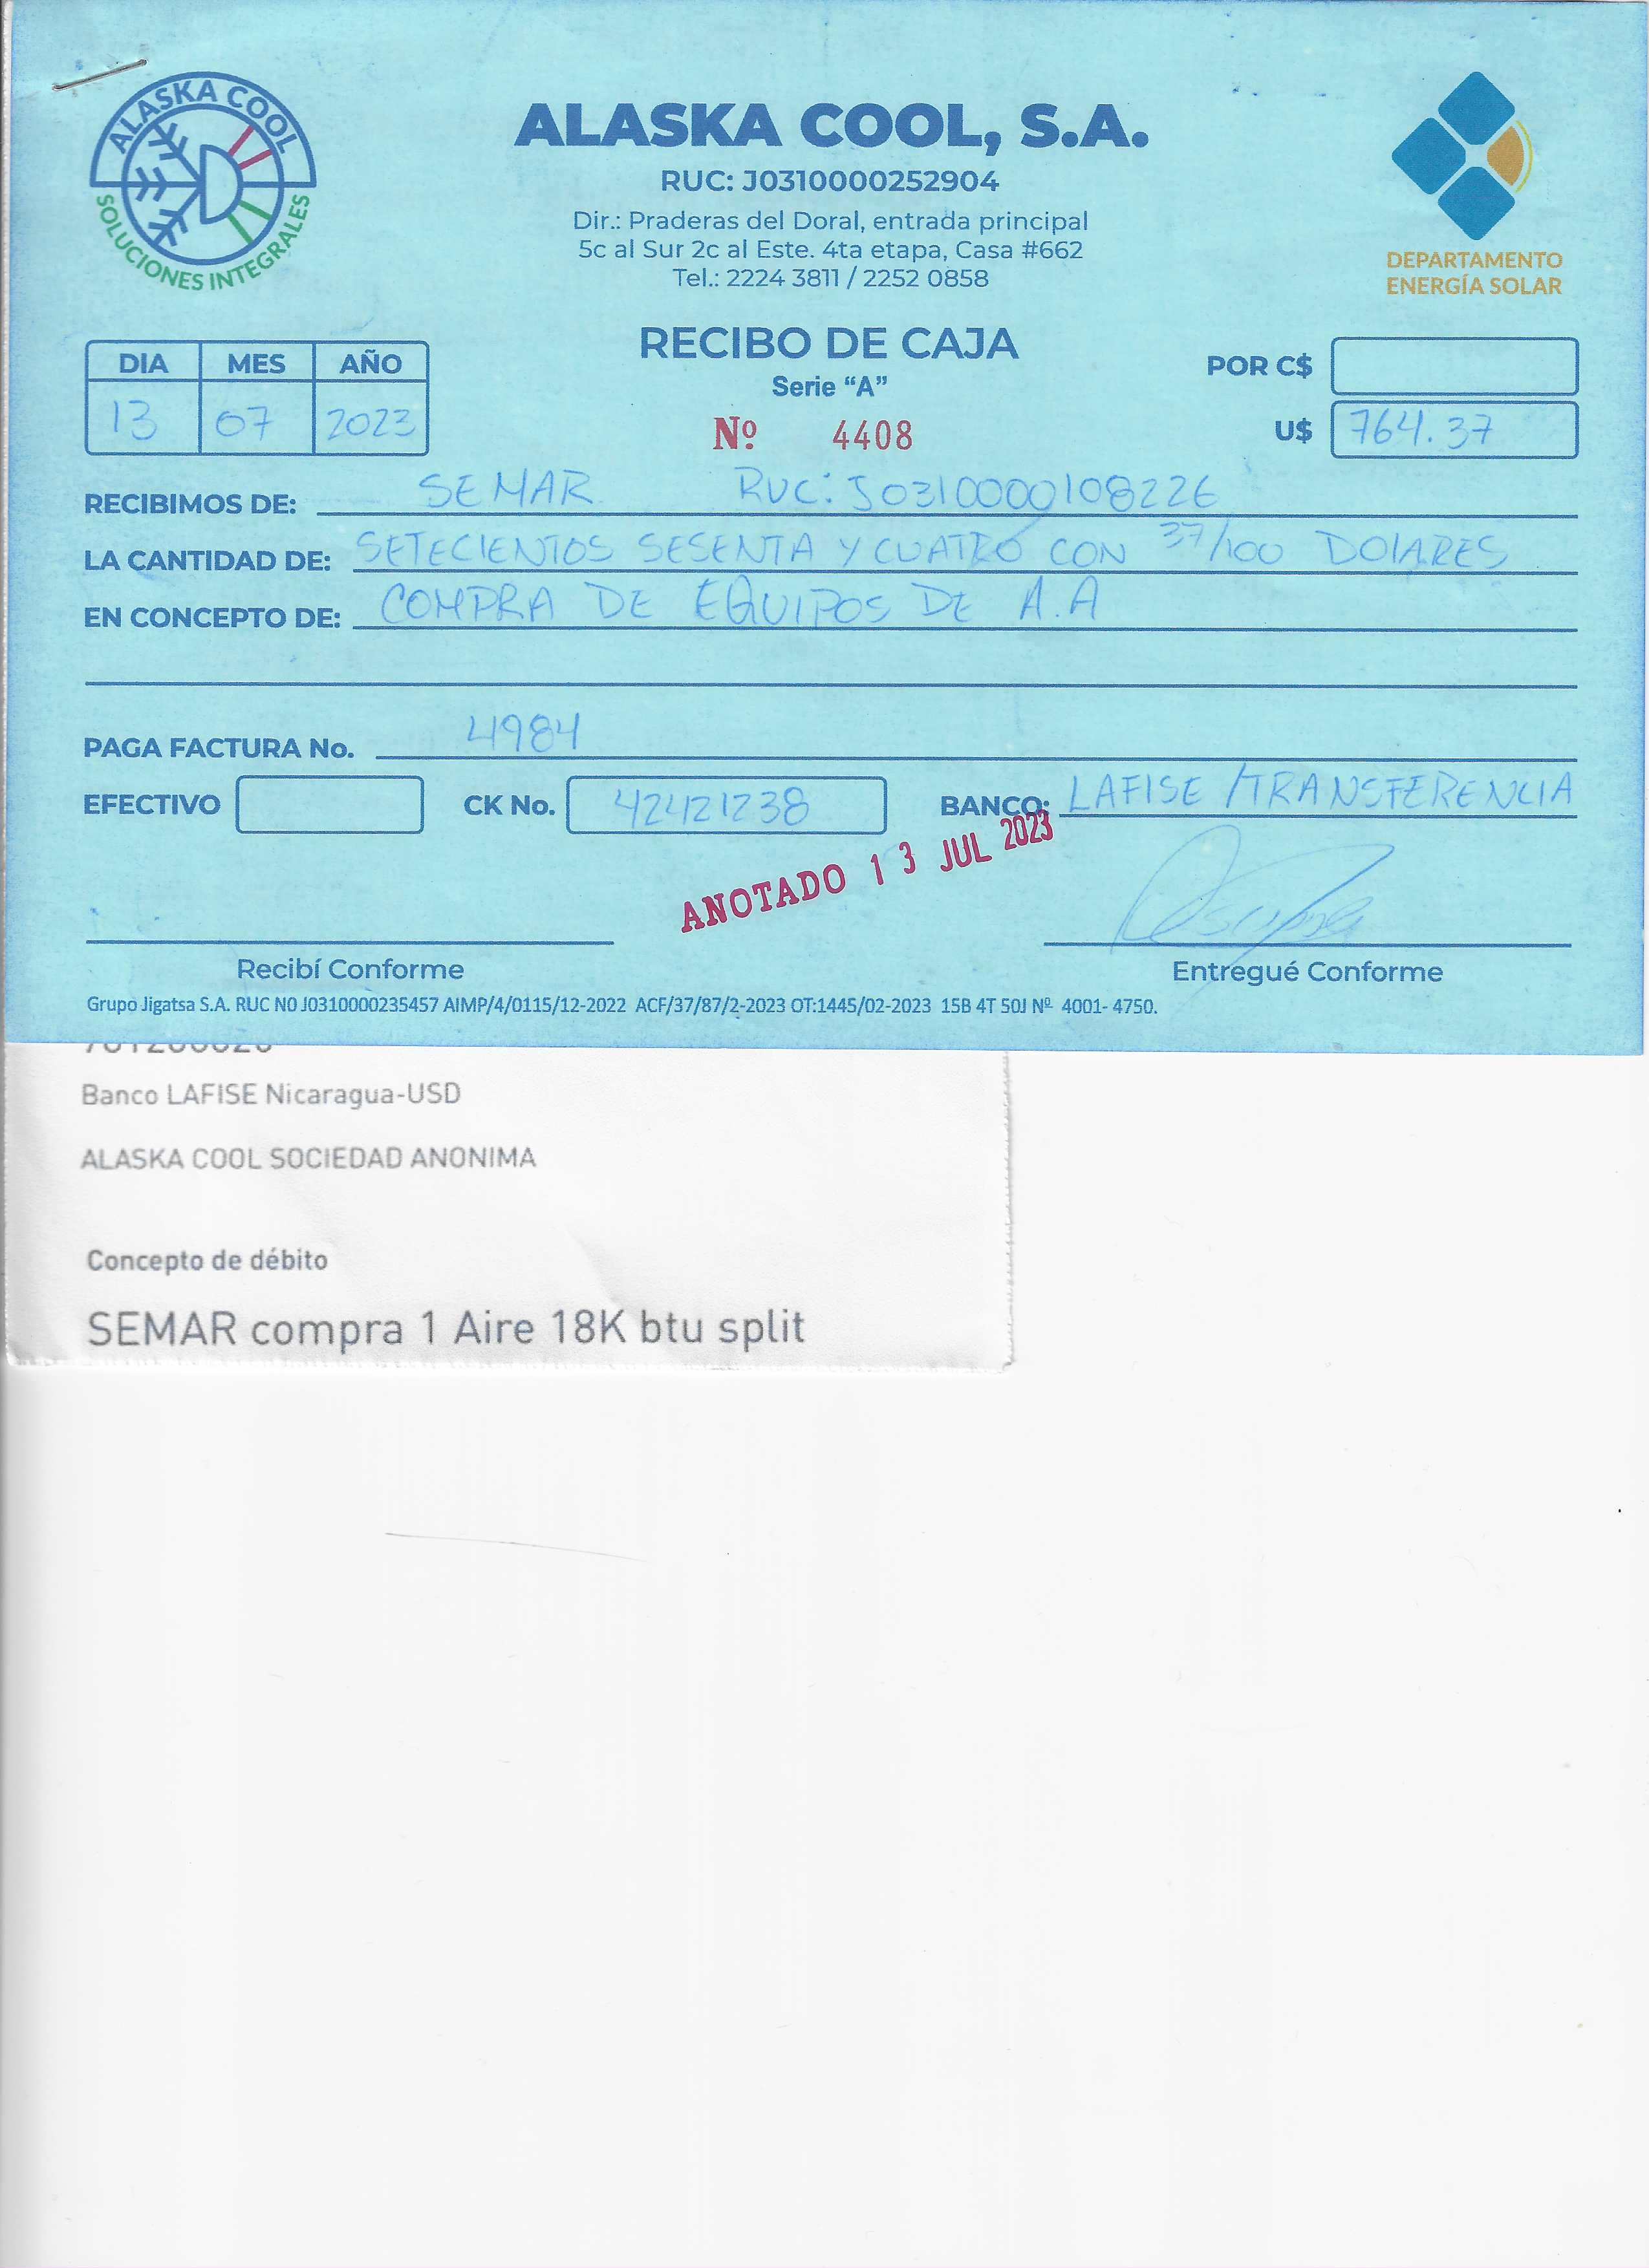 ALASKA COOL
SOLUCIONES INTEGRALES
ALASKA COOL, S.A.
RUC: J0310000252904
Dir.: Praderas del Doral, entrada principal
5c al Sur 2c al Este. 4ta etapa, Casa #662
Tel.: 2224 3811 / 2252 0858
DEPARTAMENTO
ENERGÍA SOLAR
RECIBO DE CAJA
Serie “A”
Nº 4408
DIA MES AÑO
13 07 2023
POR C$
U$ 764.37
RECIBIMOS DE: SEMAR RUC: J0310000108226
LA CANTIDAD DE: SETECIENTOS SESENTA Y CUATRO CON 37/100 DOLARES
EN CONCEPTO DE: COMPRA DE EQUIPOS DE A.A
PAGA FACTURA No. 4984
EFECTIVO CK No. 42421238 BANCO: LAFISE /TRANSFERENCIA
ANOTADO 13 JUL 2023
Recibí Conforme Entregué Conforme
Grupo Jigatsa S.A. RUC N0 J0310000235457 AIMP/4/0115/12-2022 ACF/37/87/2-2023 OT:1445/02-2023 15B 4T 50J Nº 4001- 4750.
Banco LAFISE Nicaragua-USD
ALASKA COOL SOCIEDAD ANONIMA
Concepto de débito
SEMAR compra 1 Aire 18K btu split